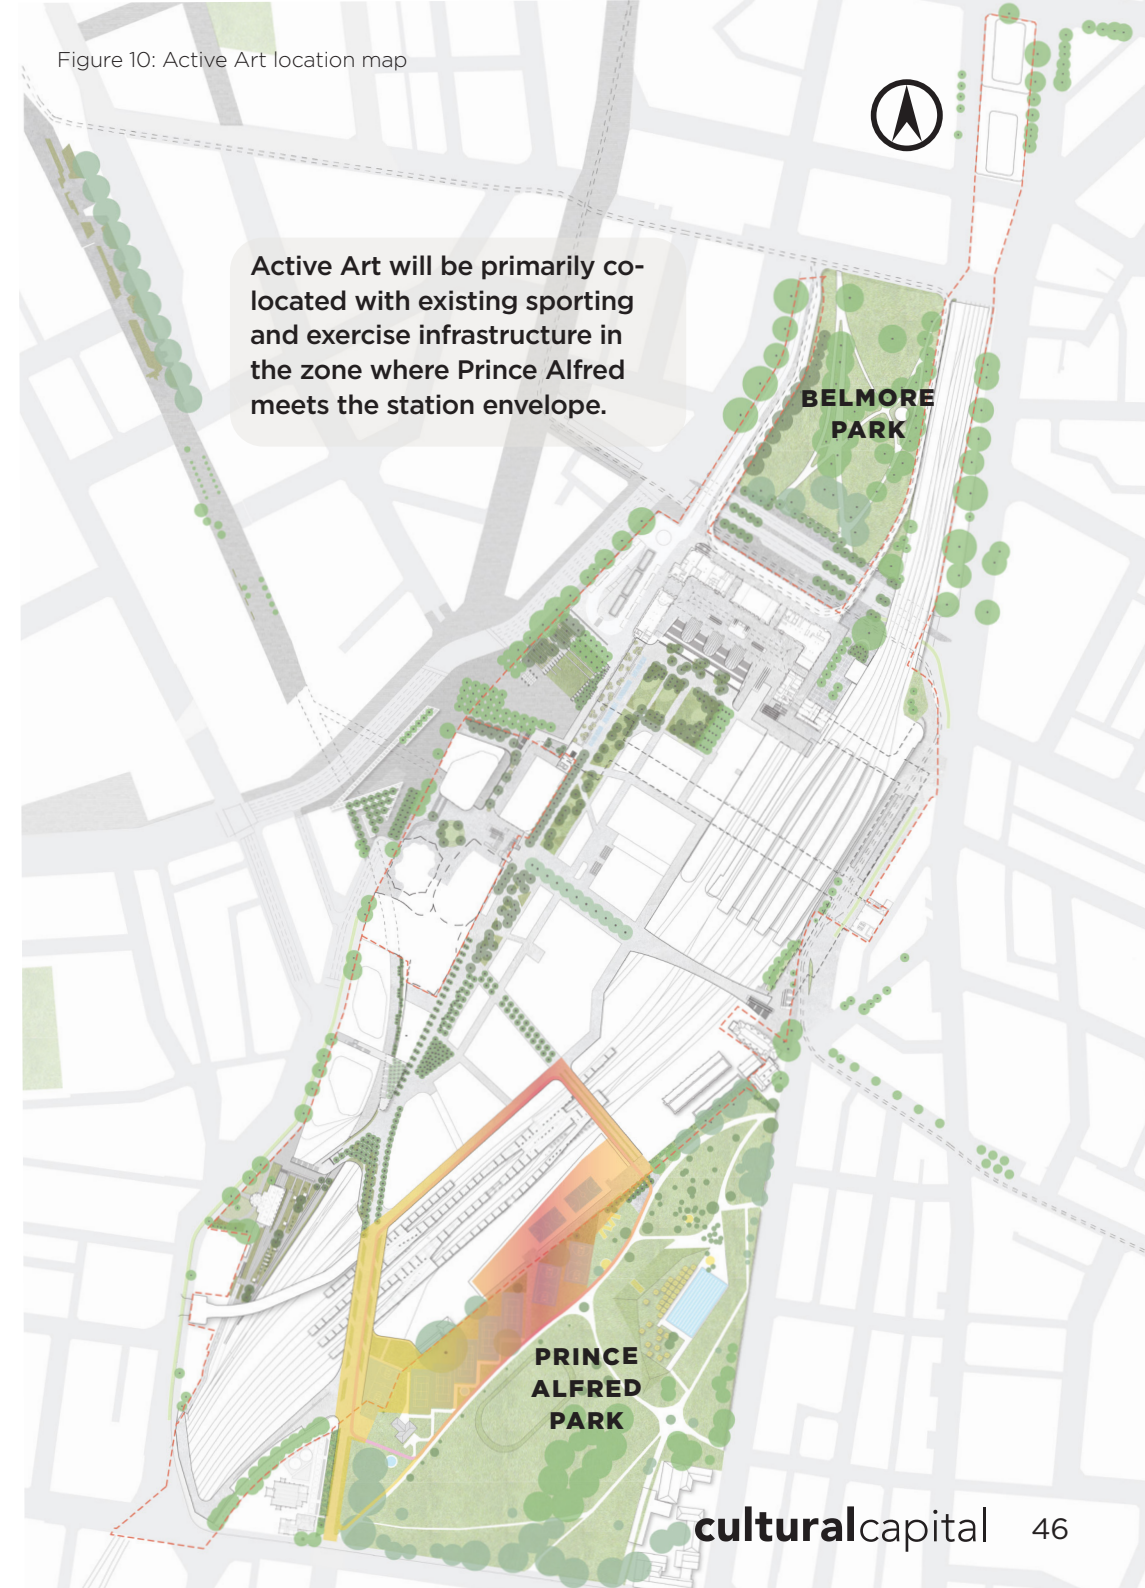 Figure 10: Active Art location map
Active Art will be primarily co-
located with existing sporting
and exercise infrastructure in
the zone where Prince Alfred
meets the station envelope.
BELMORE
PARK
PRINCE
ALFRED
PARK
culturalcapital 46